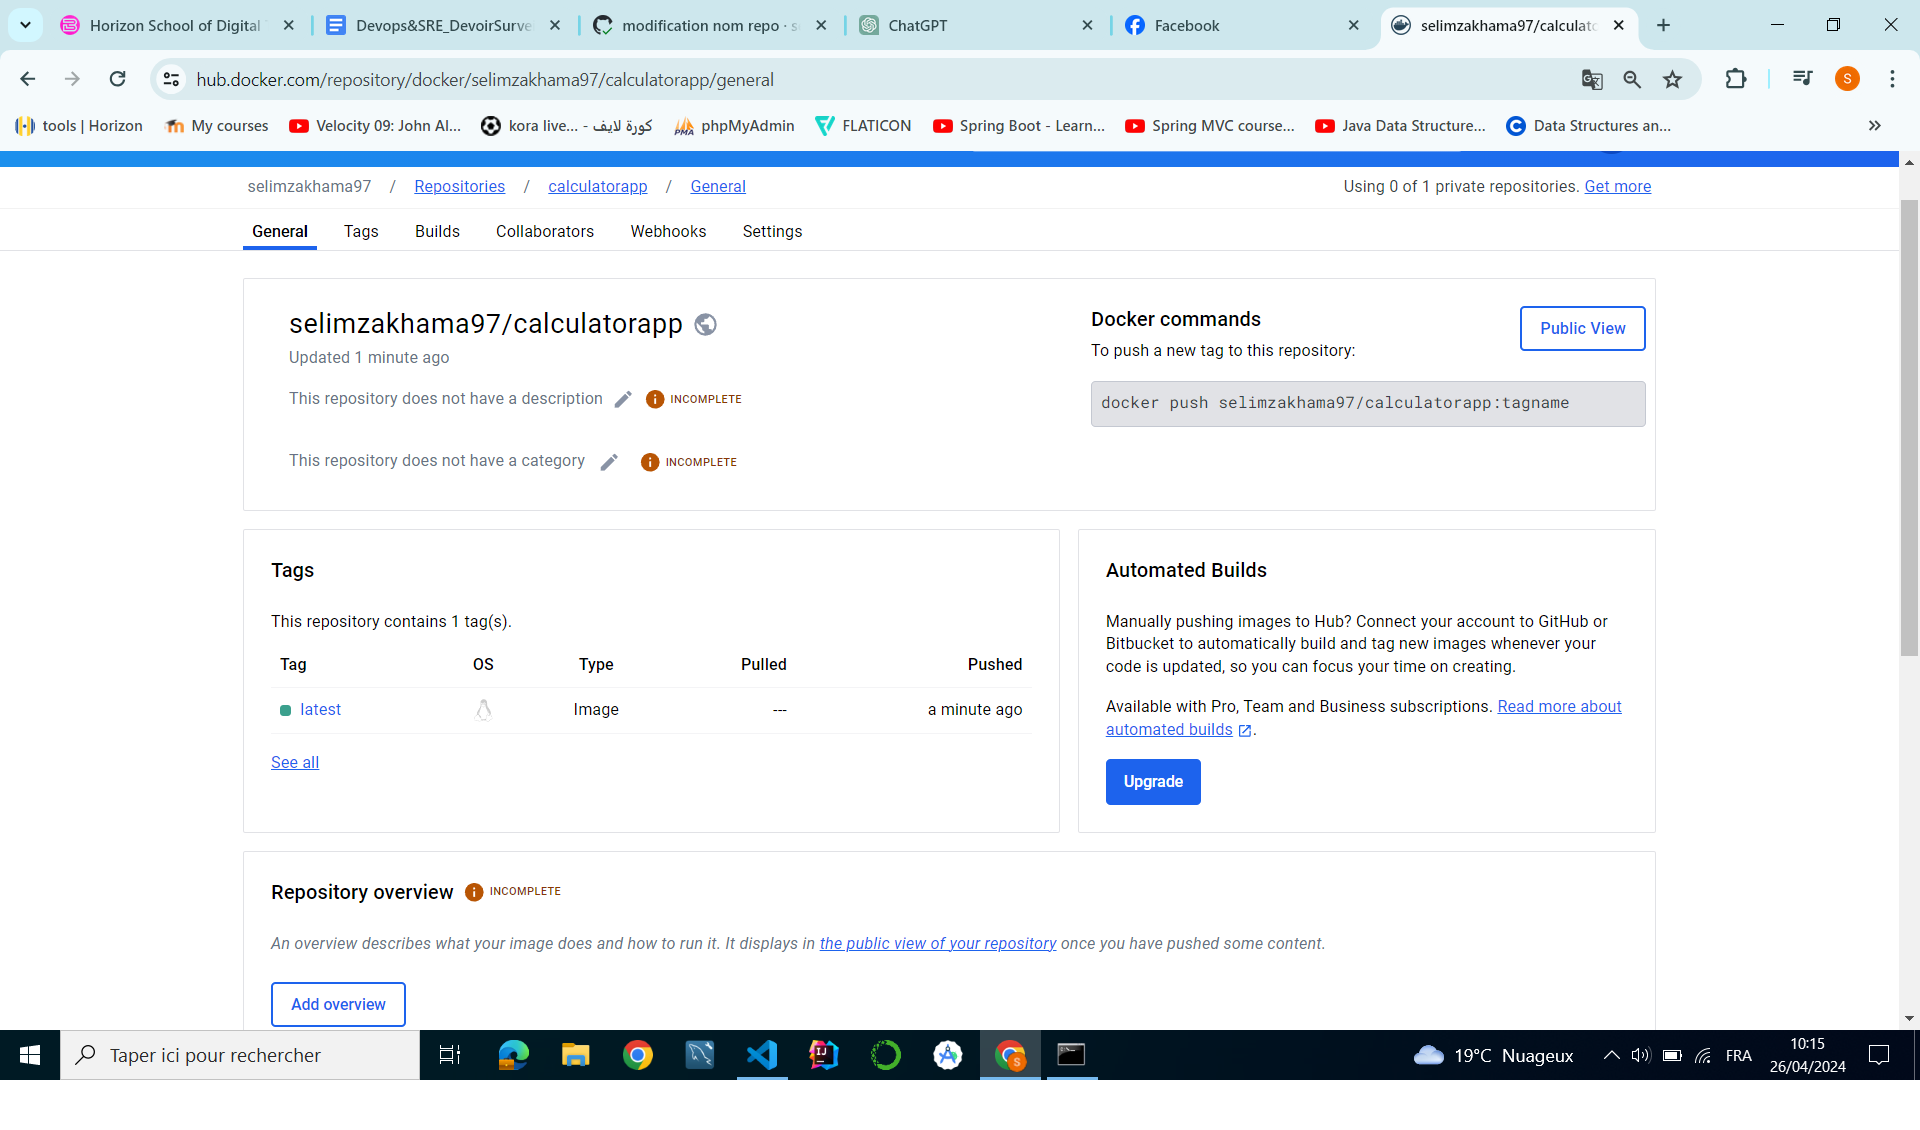 Horizon School of Digital
Devops&SRE_DevoirSurve
modification nom repo · s
ChatGPT
Facebook
selimzakhama97/calculato
hub.docker.com/repository/docker/selimzakhama97/calculatorapp/general
S
tools | Horizon
My courses
Velocity 09: John Al...
kora live... - كورة لايف
phpMyAdmin
FLATICON
Spring Boot - Learn...
Spring MVC course...
Java Data Structure...
Data Structures an...
selimzakhama97 / Repositories / calculatorapp / General
Using 0 of 1 private repositories. Get more
General Tags Builds Collaborators Webhooks Settings
selimzakhama97/calculatorapp
Updated 1 minute ago
This repository does not have a description INCOMPLETE
This repository does not have a category INCOMPLETE
Docker commands
Public View
To push a new tag to this repository:
docker push selimzakhama97/calculatorapp:tagname
Tags
This repository contains 1 tag(s).
Tag OS Type Pulled Pushed
latest Image --- a minute ago
See all
Automated Builds
Manually pushing images to Hub? Connect your account to GitHub or
Bitbucket to automatically build and tag new images whenever your
code is updated, so you can focus your time on creating.
Available with Pro, Team and Business subscriptions. Read more about
automated builds .
Upgrade
Repository overview INCOMPLETE
An overview describes what your image does and how to run it. It displays in the public view of your repository once you have pushed some content.
Add overview
Taper ici pour rechercher
19°C Nuageux
FRA
10:15
26/04/2024